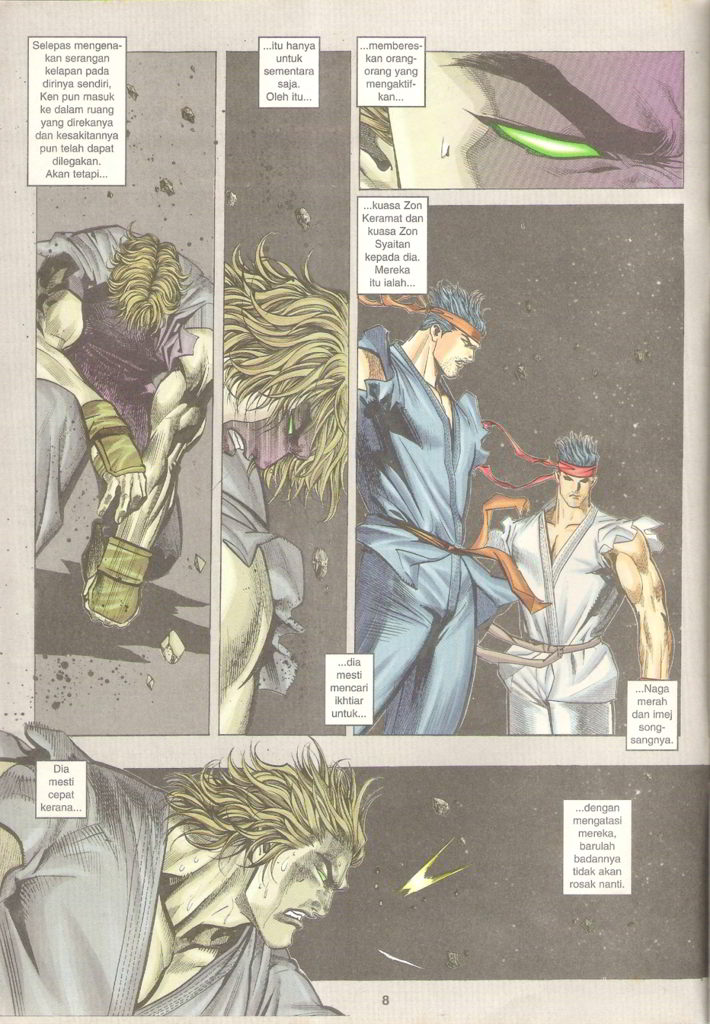 Selepas mengena-
kan serangan
kelapan pada
dirinya sendiri,
Ken pun masuk
ke dalam ruang
yang direkanya
dan kesakitannya
pun telah dapat
dilegakan.
Akan tetapi...
...itu hanya
untuk
sementara
saja.
Oleh itu...
...dia
mesti
mencari
ikhtiar
untuk...
...memberes-
kan orang-
orang yang
mengaktif-
kan...
...kuasa Zon
Keramat dan
kuasa Zon
Syaitan
kepada dia.
Mereka
ialah...
...Naga
merah
dan imej
song-
sangnya.
Dia
mesti
cepat
kerana...
...dengan
mengatasi
mereka,
barulah
badannya
tidak akan
rosak nanti.
8